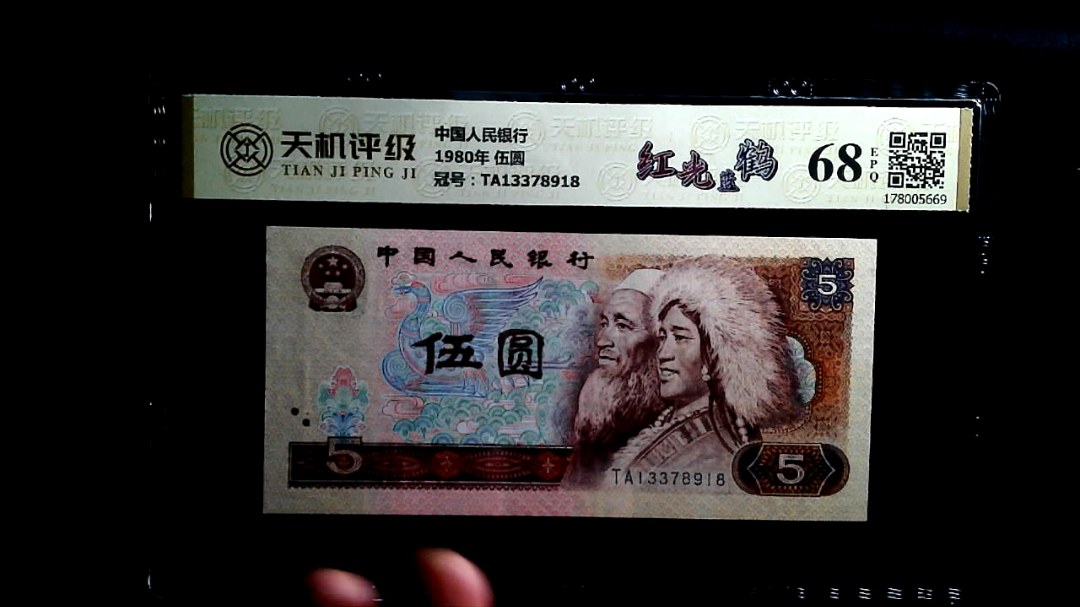 天机评级
TIAN JI PING JI
中国人民银行
1980年 伍圆
冠号：TA13378918
红光蓝鹤
68
EPQ
178005669
中国人民银行
5
伍圆
5
TA13378918
5